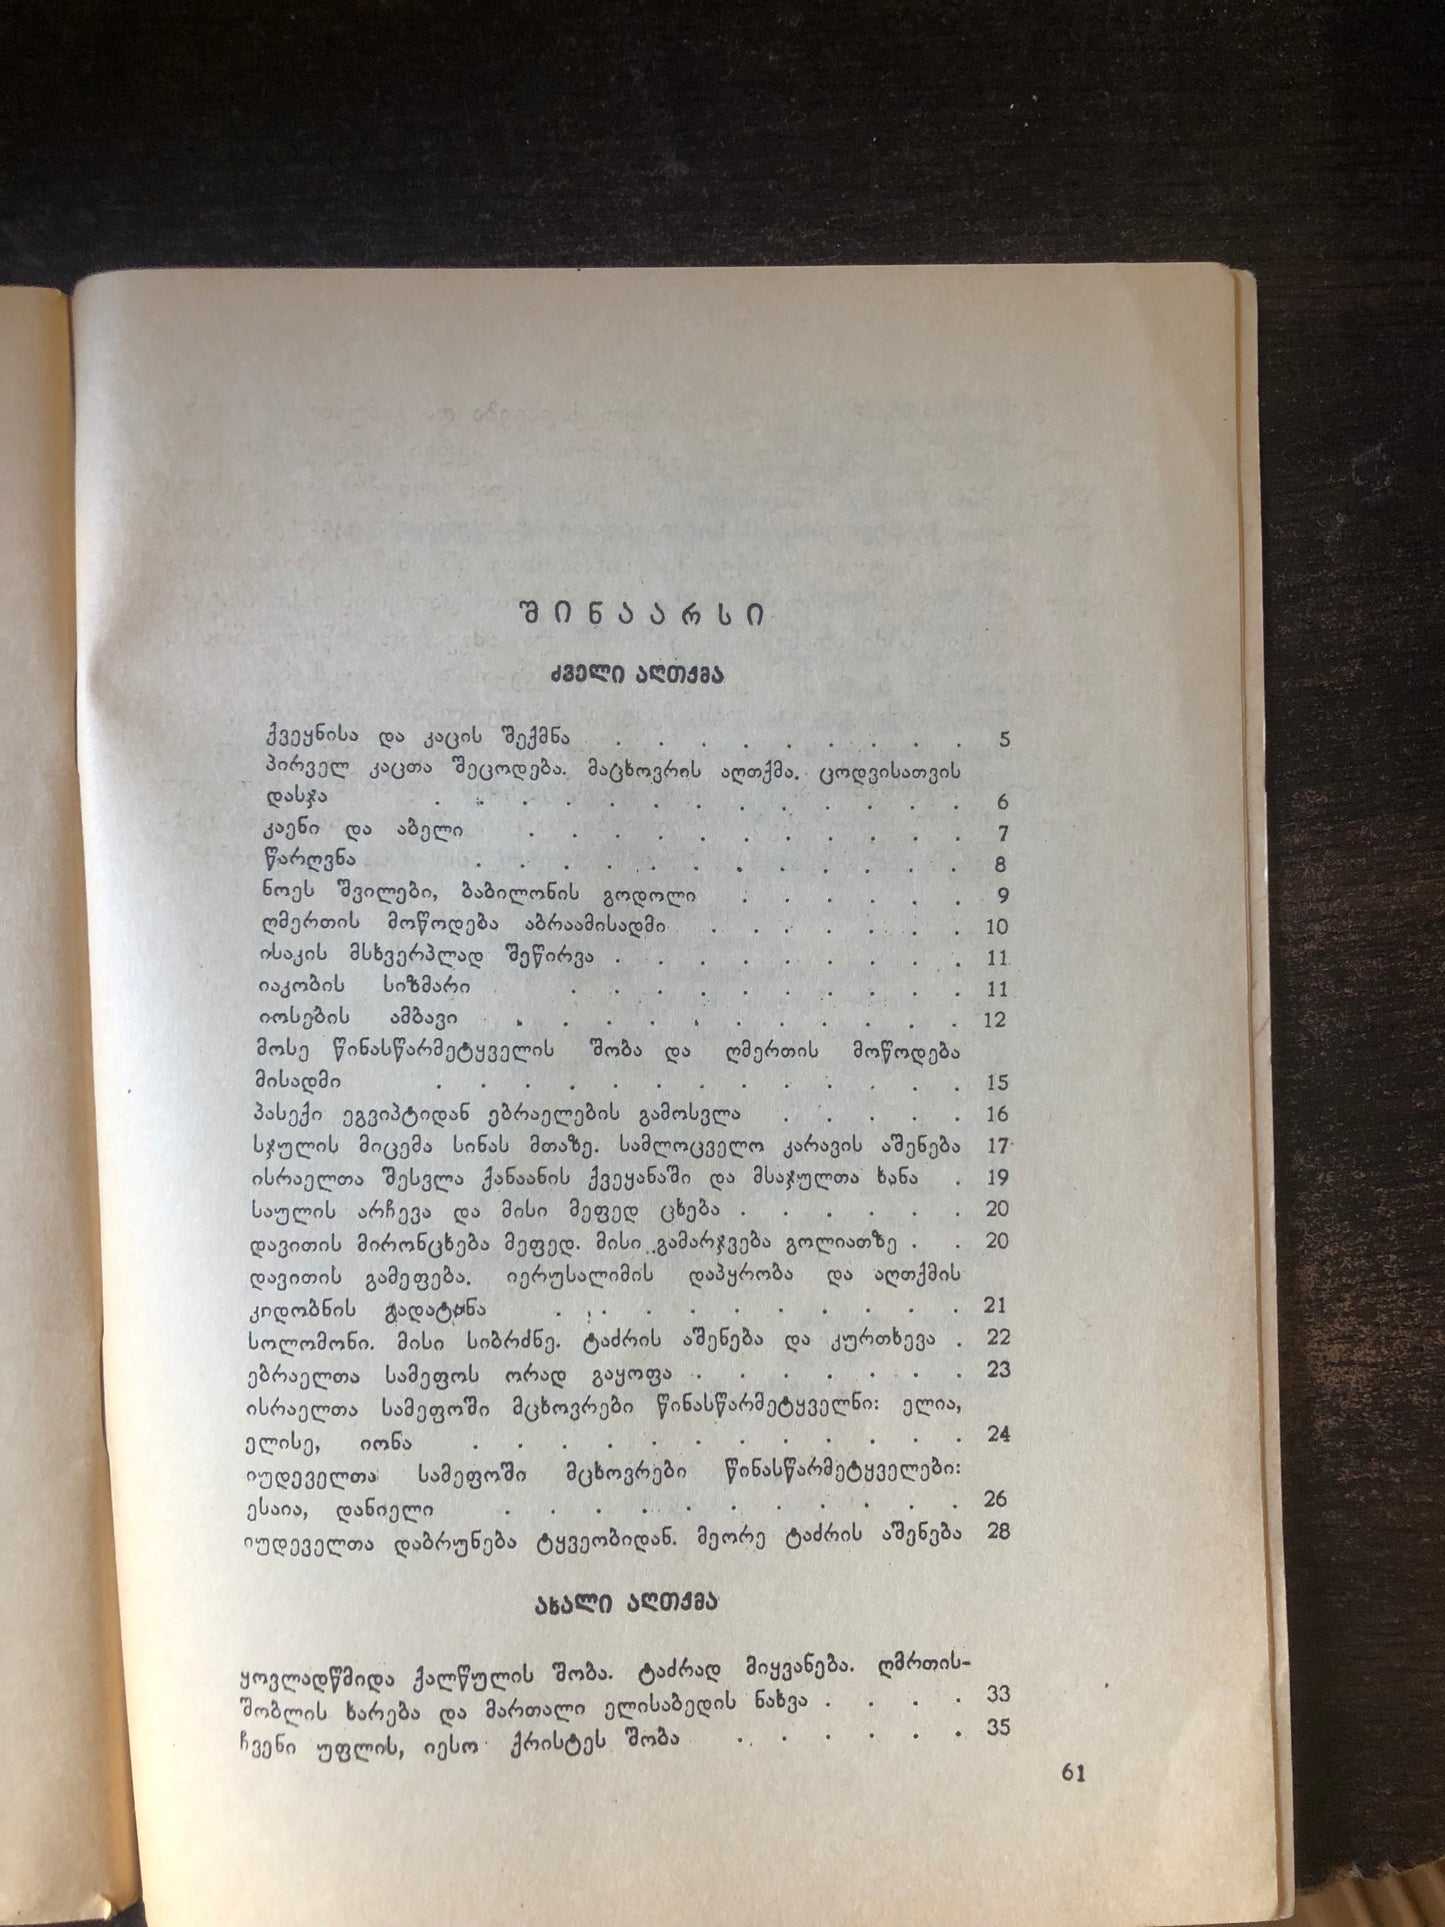 შინაარსი
ძველი აღთქმა
ქვეყნისა და კაცის შექმნა . . . . . . . . . 5
პირველ კაცთა შეცოდება. მაცხოვრის აღთქმა. ცოდვისათვის
დასჯა . . . . . . . . . . . . . 6
კაენი და აბელი . . . . . . . . . . . 7
წარღვნა . . . . . . . . . . . . 8
ნოეს შვილები, ბაბილონის გოდოლი . . . . . . 9
ღმერთის მოწოდება აბრაამისადმი . . . . . . . 10
ისაკის მსხვერპლად შეწირვა . . . . . . . . . 11
იაკობის სიზმარი . . . . . . . . . . 11
იოსების ამბავი . . . . . . . . . . . 12
მოსე წინასწარმეტყველის შობა და ღმერთის მოწოდება
მისადმი . . . . . . . . . . . . . 15
პასექი ეგვიპტიდან ებრაელების გამოსვლა . . . . . 16
სჯულის მიცემა სინას მთაზე. სამლოცველო კარავის აშენება 17
ისრაელთა შესვლა ქანაანის ქვეყანაში და მსაჯულთა ხანა . 19
საულის არჩევა და მისი მეფედ ცხება . . . . . . 20
დავითის მირონცხება მეფედ. მისი გამარჯვება გოლიათზე . . 20
დავითის გამეფება. იერუსალიმის დაპყრობა და აღთქმის
კიდობნის გადატანა . . . . . . . . . . 21
სოლომონი. მისი სიბრძნე. ტაძრის აშენება და კურთხევა . 22
ებრაელთა სამეფოს ორად გაყოფა . . . . . . . 23
ისრაელთა სამეფოში მცხოვრები წინასწარმეტყველნი: ელია,
ელისე, იონა . . . . . . . . . . . . 24
იუდეველთა სამეფოში მცხოვრები წინასწარმეტყველები:
ესაია, დანიელი . . . . . . . . . . . 26
იუდეველთა დაბრუნება ტყვეობიდან. მეორე ტაძრის აშენება 28
ახალი აღთქმა
ყოვლადწმიდა ქალწულის შობა. ტაძრად მიყვანება. ღმრთის-
შობლის ხარება და მართალი ელისაბედის ნახვა . . . . 33
ჩვენი უფლის, იესო ქრისტეს შობა . . . . . . 35
61